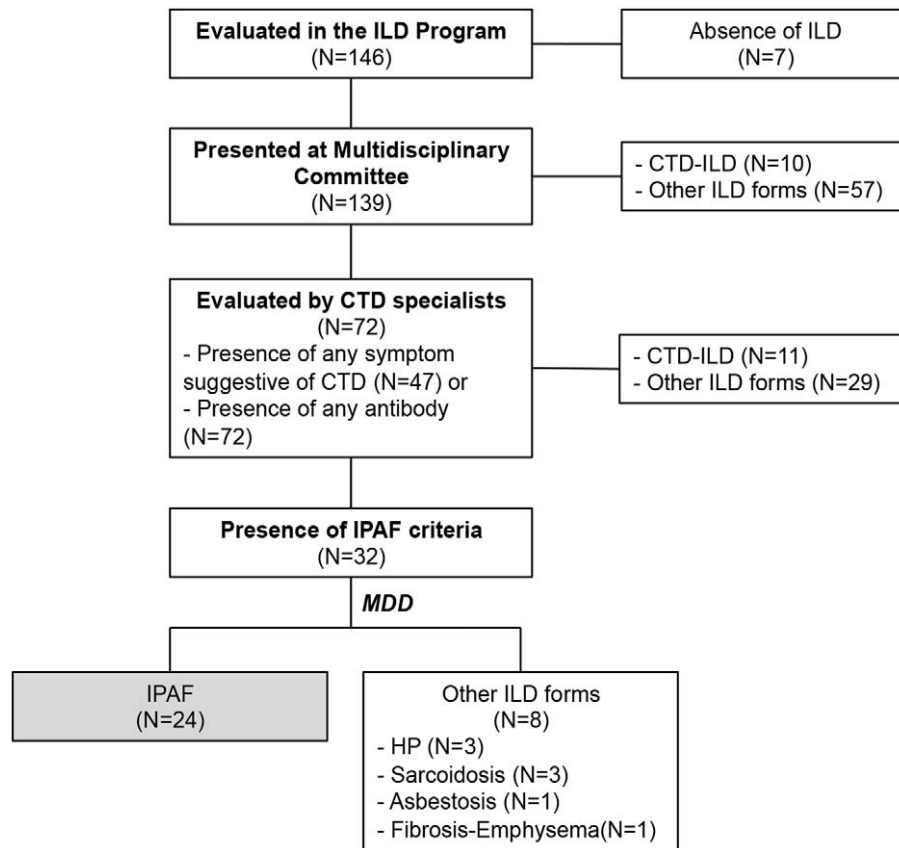 Evaluated in the ILD Program
(N=146)
Absence of ILD
(N=7)
Presented at Multidisciplinary
Committee
(N=139)
- CTD-ILD (N=10)
- Other ILD forms (N=57)
Evaluated by CTD specialists
(N=72)
- Presence of any symptom
suggestive of CTD (N=47) or
- Presence of any antibody
(N=72)
- CTD-ILD (N=11)
- Other ILD forms (N=29)
Presence of IPAF criteria
(N=32)
MDD
IPAF
(N=24)
Other ILD forms
(N=8)
- HP (N=3)
- Sarcoidosis (N=3)
- Asbestosis (N=1)
- Fibrosis-Emphysema(N=1)